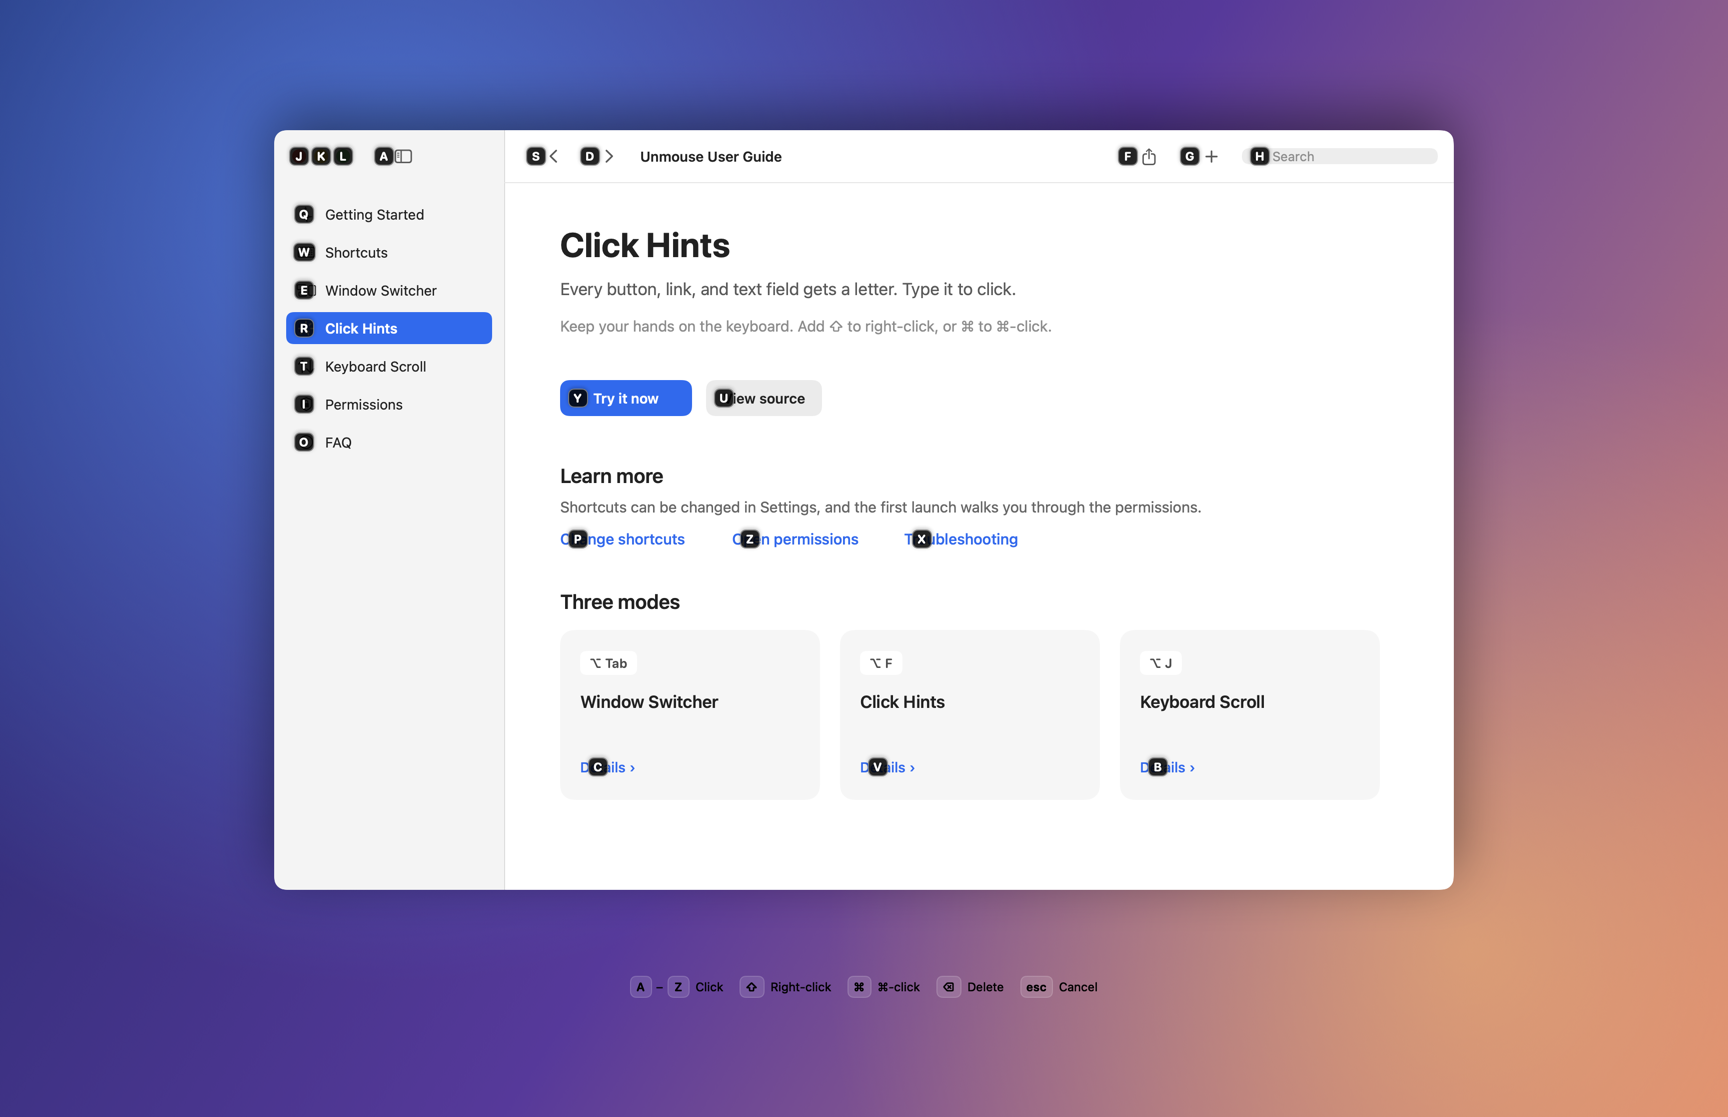 J K L A
S D Unmouse User Guide F G H Search
Q Getting Started
W Shortcuts
E Window Switcher
R Click Hints
T Keyboard Scroll
I Permissions
O FAQ
Click Hints
Every button, link, and text field gets a letter. Type it to click.
Keep your hands on the keyboard. Add ⇧ to right-click, or ⌘ to ⌘-click.
Y Try it now U iew source
Learn more
Shortcuts can be changed in Settings, and the first launch walks you through the permissions.
P nge shortcuts Z n permissions X ubleshooting
Three modes
⌥ Tab
Window Switcher
D C ails ›
⌥ F
Click Hints
D V ails ›
⌥ J
Keyboard Scroll
D B ails ›
A – Z Click ⇧ Right-click ⌘ ⌘-click ⌫ Delete esc Cancel